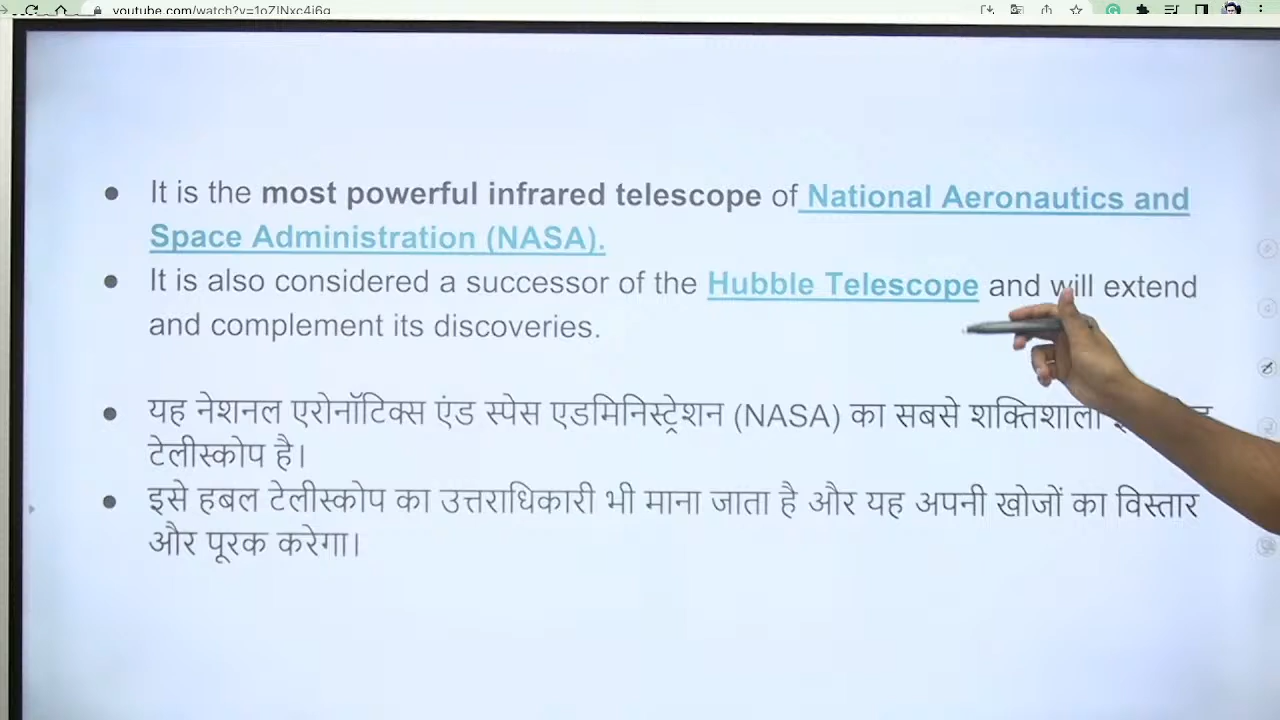 youtube.com/watch?v=
● It is the most powerful infrared telescope of National Aeronautics and
Space Administration (NASA).
● It is also considered a successor of the Hubble Telescope and will extend
and complement its discoveries.
● यह नेशनल एरोनॉटिक्स एंड स्पेस एडमिनिस्ट्रेशन (NASA) का सबसे शक्तिशाली
टेलीस्कोप है।
● इसे हबल टेलीस्कोप का उत्तराधिकारी भी माना जाता है और यह अपनी खोजों का विस्तार
और पूरक करेगा।